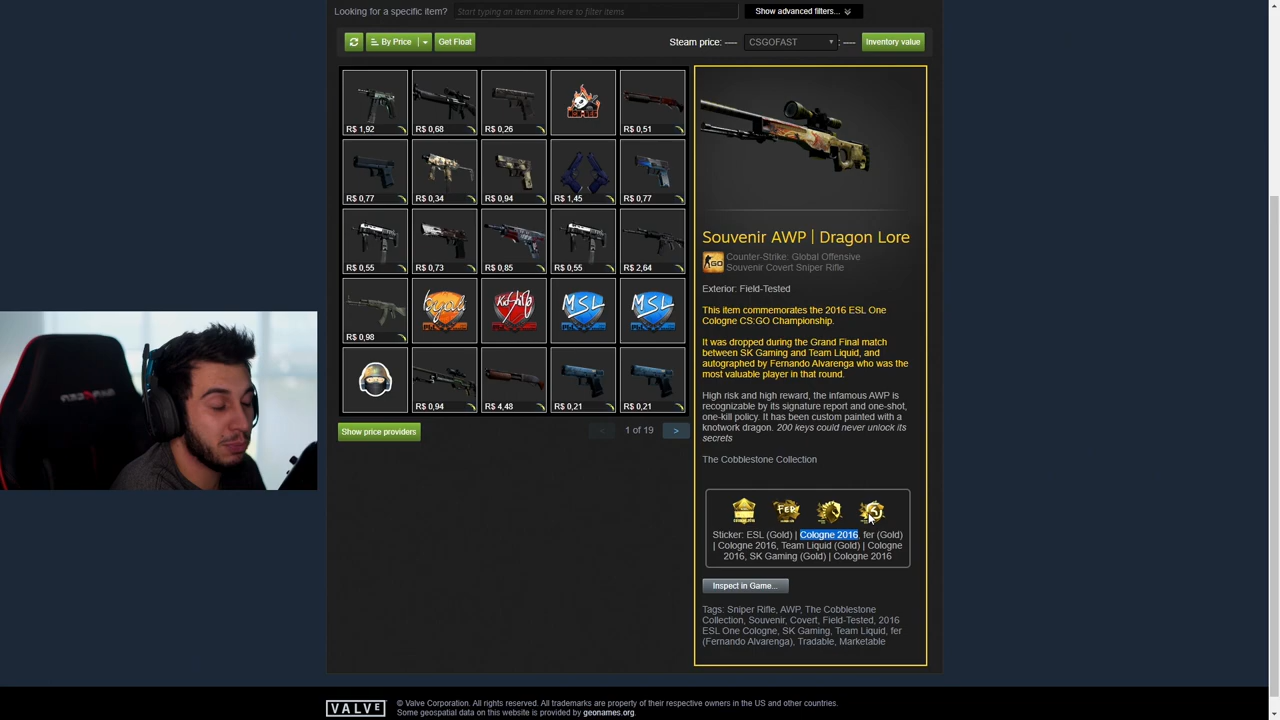 Looking for a specific item?
Start typing an item name here to filter items
Show advanced filters...
By Price
Get Float
Steam price: ----
CSGOFAST
: ----
Inventory value
R$ 1,92
R$ 0,68
R$ 0,26
R$ 0,51
R$ 0,77
R$ 0,34
R$ 0,94
R$ 1,45
R$ 0,77
R$ 0,55
R$ 0,73
R$ 0,85
R$ 0,55
R$ 2,64
R$ 0,98
byali
MSL
MSL
R$ 0,94
R$ 4,48
R$ 0,21
R$ 0,21
Show price providers
<
1 of 19
>
Souvenir AWP | Dragon Lore
GO
Counter-Strike: Global Offensive
Souvenir Covert Sniper Rifle
Exterior: Field-Tested
This item commemorates the 2016 ESL One
Cologne CS:GO Championship.
It was dropped during the Grand Final match
between SK Gaming and Team Liquid, and
autographed by Fernando Alvarenga who was the
most valuable player in that round.
High risk and high reward, the infamous AWP is
recognizable by its signature report and one-shot,
one-kill policy. It has been custom painted with a
knotwork dragon. 200 keys could never unlock its
secrets
The Cobblestone Collection
FER
Sticker: ESL (Gold) | Cologne 2016, fer (Gold)
| Cologne 2016, Team Liquid (Gold) | Cologne
2016, SK Gaming (Gold) | Cologne 2016
Inspect in Game...
Tags: Sniper Rifle, AWP, The Cobblestone
Collection, Souvenir, Covert, Field-Tested, 2016
ESL One Cologne, SK Gaming, Team Liquid, fer
(Fernando Alvarenga), Tradable, Marketable
VALVE
© Valve Corporation. All rights reserved. All trademarks are property of their respective owners in the US and other countries.
Some geospatial data on this website is provided by geonames.org.